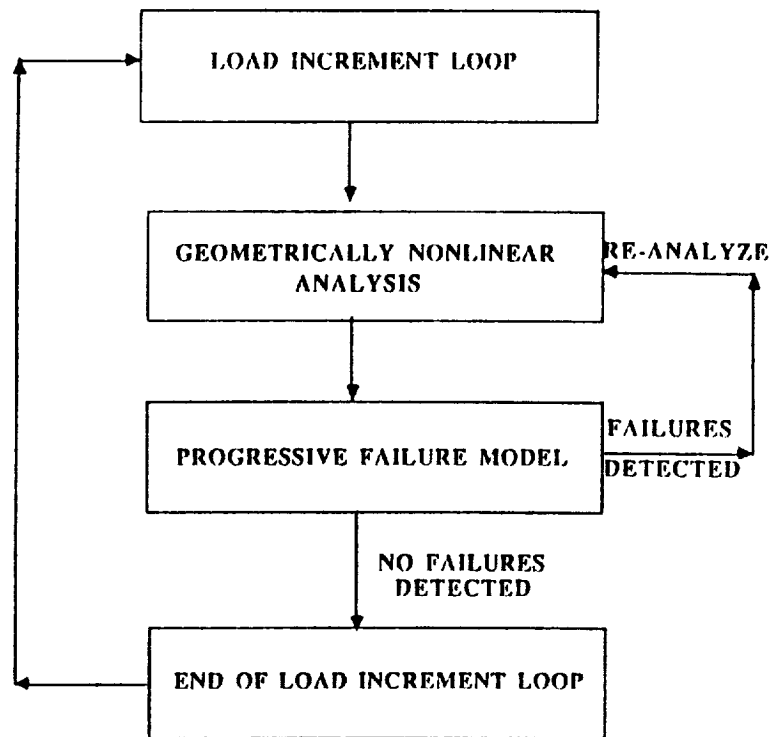 LOAD INCREMENT LOOP
GEOMETRICALLY NONLINEAR
ANALYSIS
RE-ANALYZE
PROGRESSIVE FAILURE MODEL
FAILURES
DETECTED
NO FAILURES
DETECTED
END OF LOAD INCREMENT LOOP